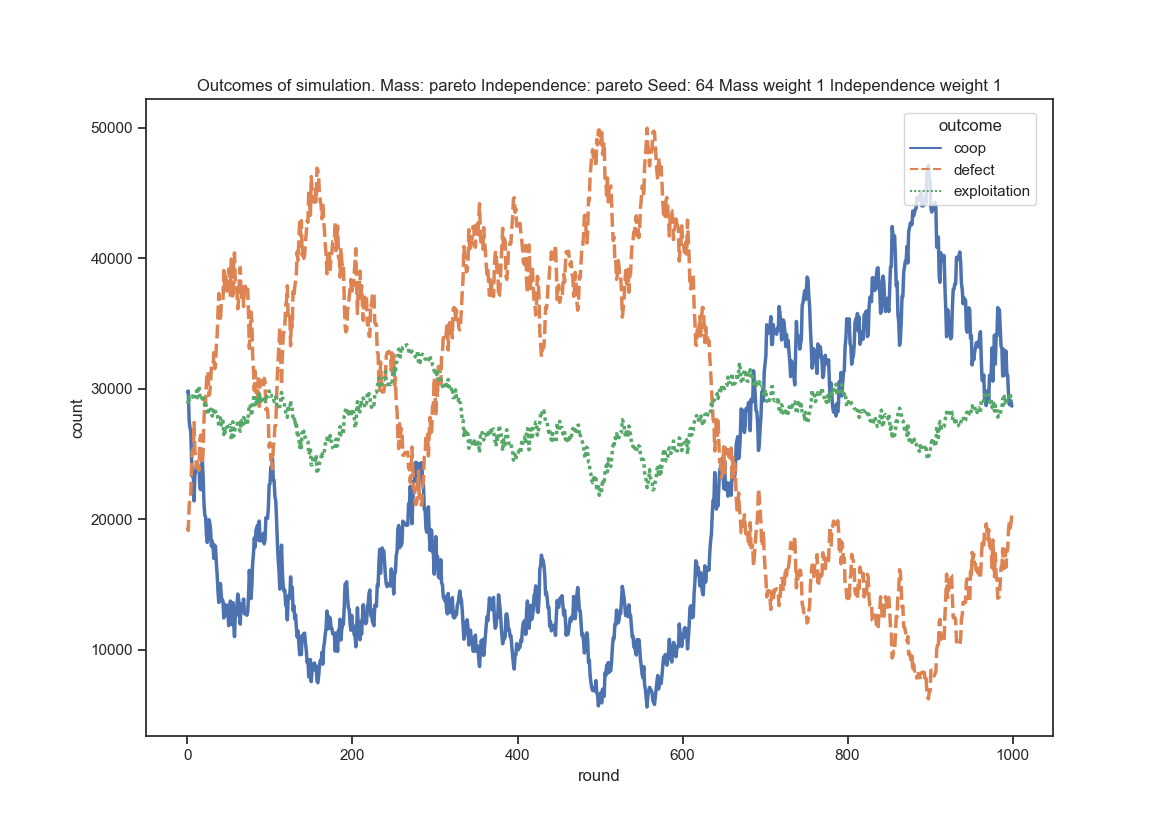 Outcomes of simulation. Mass: pareto Independence: pareto Seed: 64 Mass weight 1 Independence weight 1
outcome
coop
defect
exploitation
50000
40000
30000
20000
10000
count
0 200 400 600 800 1000
round